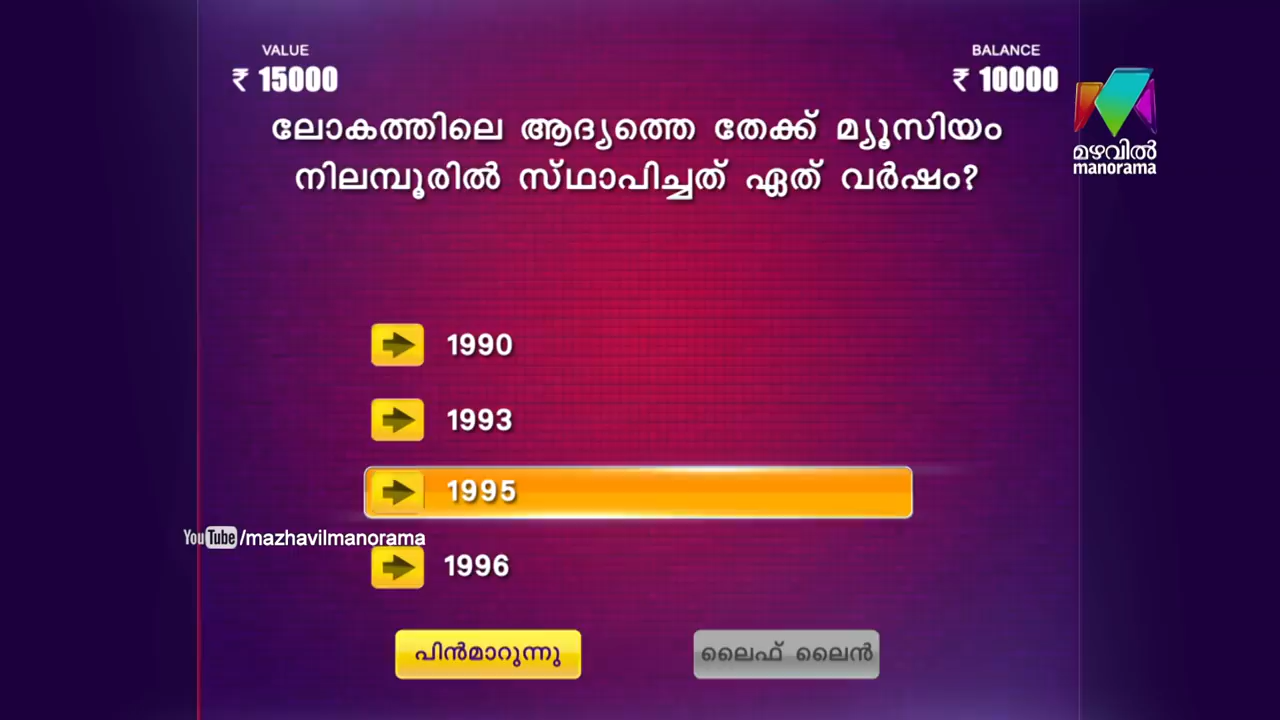 VALUE
₹ 15000
BALANCE
₹ 10000
ലോകത്തിലെ ആദ്യത്തെ തേക്ക് മ്യൂസിയം
നിലമ്പൂരിൽ സ്ഥാപിച്ചത് ഏത് വർഷം?
മഴവിൽ
manorama
1990
1993
1995
YouTube/mazhavilmanorama
1996
പിൻമാറുന്നു
ലൈഫ് ലൈൻ